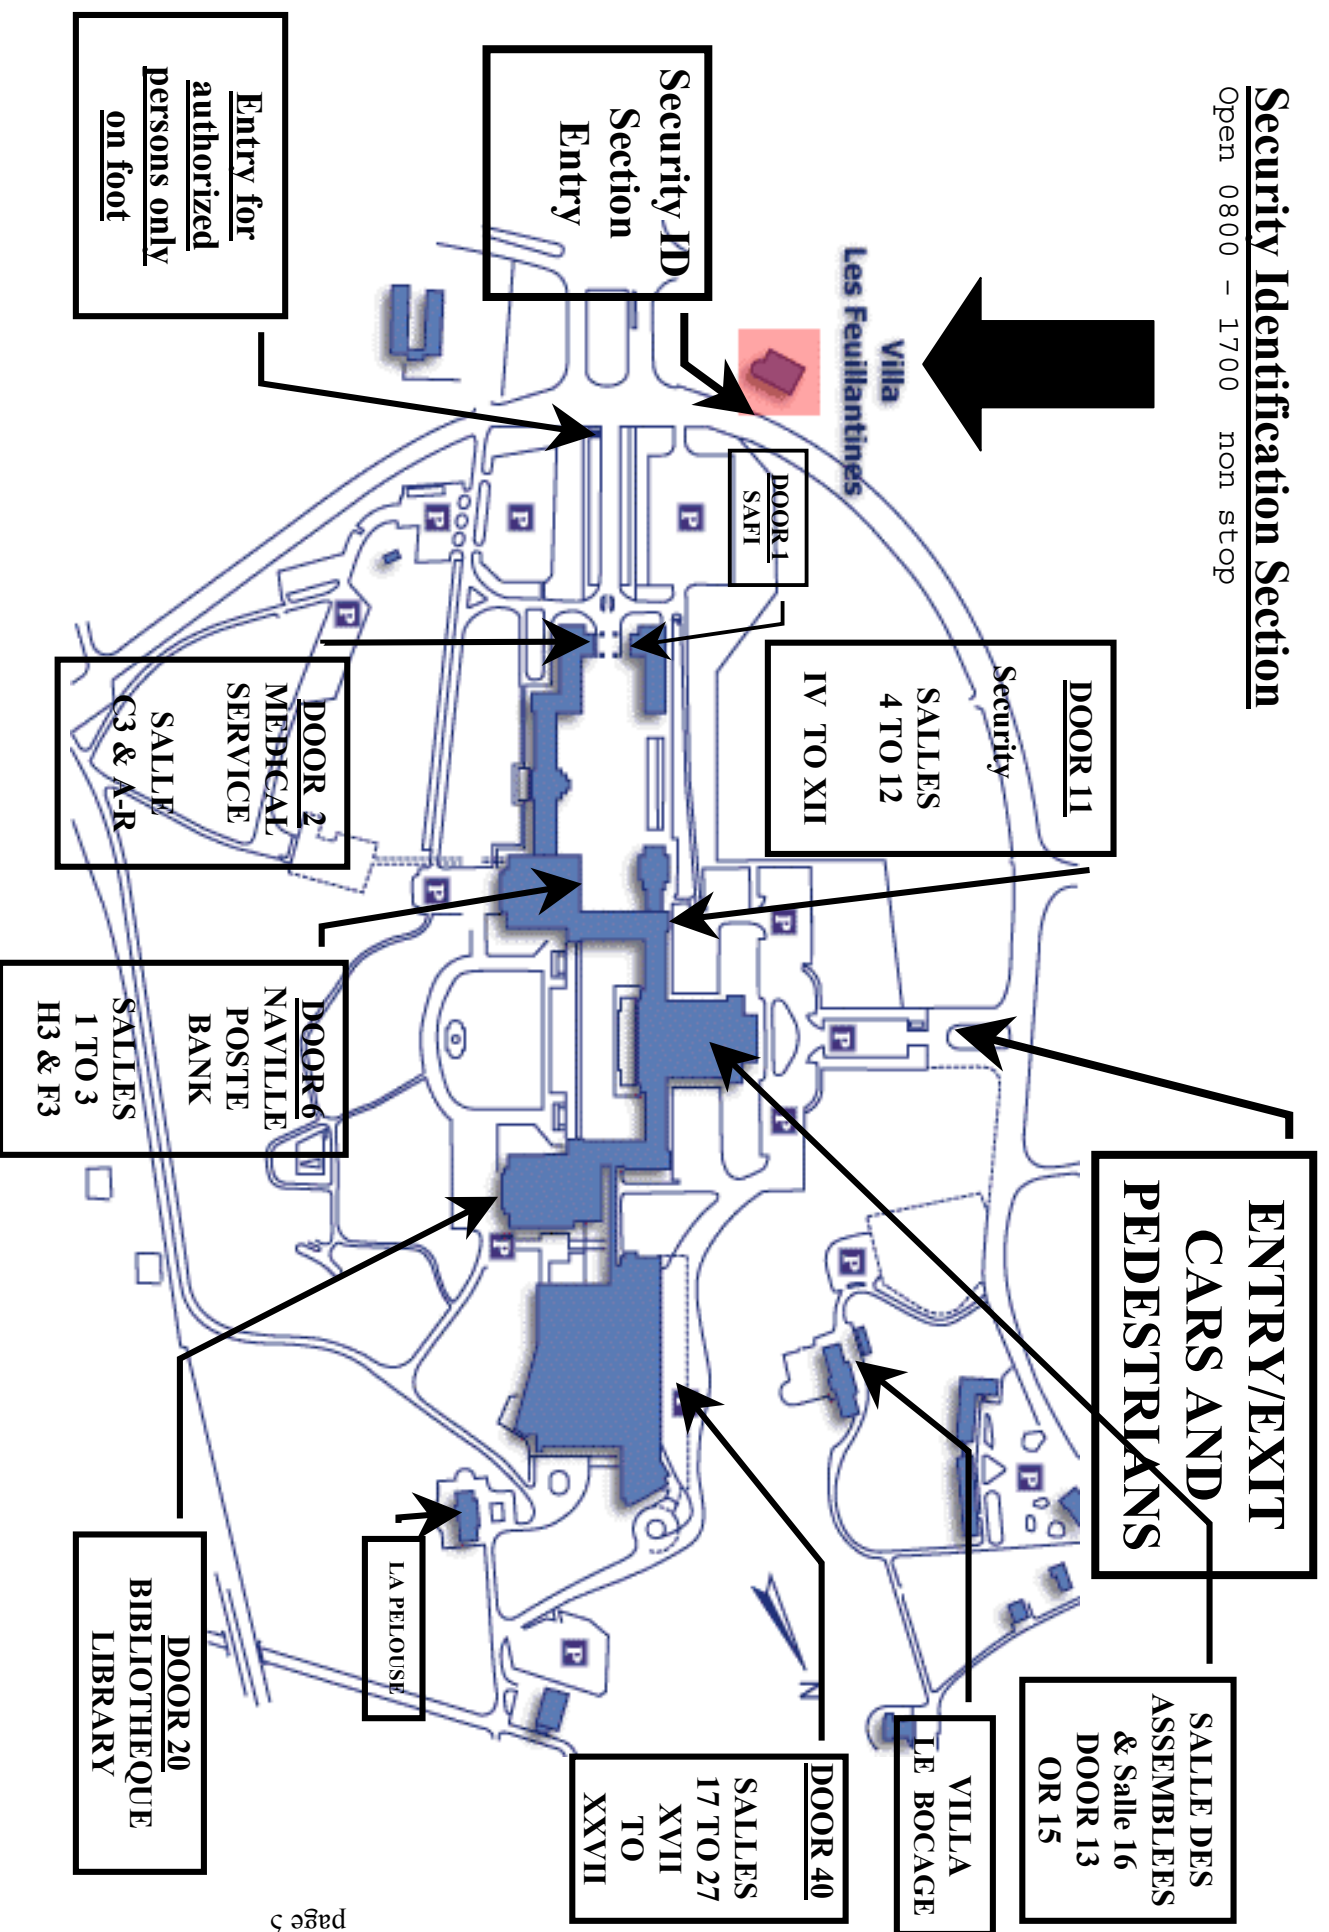 Security Identification Section
Open 0800 – 1700 non stop
Villa
Les Feuillantines
Security ID
Section
Entry
Entry for
authorized
persons only
on foot
DOOR 1
SAFI
DOOR 11
Security
SALLES
4 TO 12
IV TO XII
DOOR 2
MEDICAL
SERVICE
SALLE
C3 & A-R
DOOR 6
NAVILLE
POSTE
BANK
SALLES
1 TO 3
H3 & F3
ENTRY/EXIT
CARS AND
PEDESTRIANS
SALLE DES
ASSEMBLEES
& Salle 16
DOOR 13
OR 15
VILLA
LE BOCAGE
DOOR 40
SALLES
17 TO 27
XVII
TO
XXVII
LA PELOUSE
DOOR 20
BIBLIOTHEQUE
LIBRARY
P
P
P
P
P
P
P
P
P
P
P
P
N
page 5